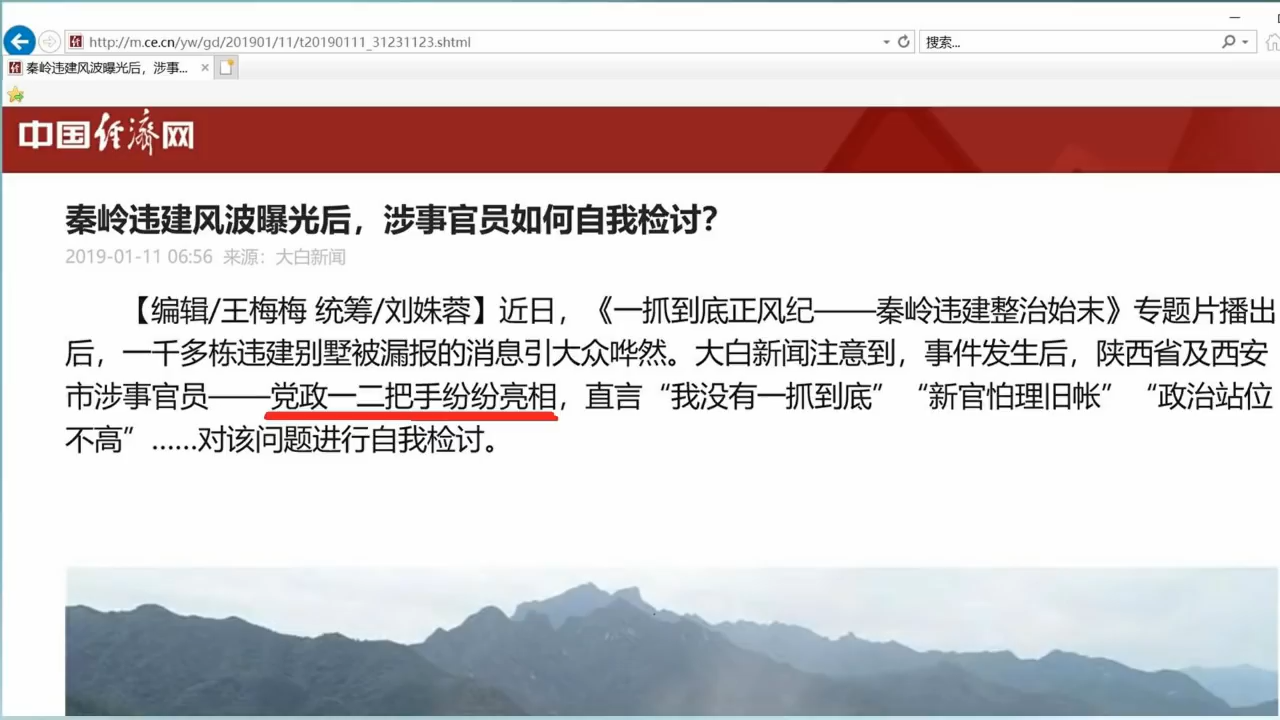 http://m.ce.cn/yw/gd/201901/11/t20190111_31231123.shtml
搜索...
秦岭违建风波曝光后，涉事...
中国经济网
秦岭违建风波曝光后，涉事官员如何自我检讨？
2019-01-11 06:56 来源：大白新闻
【编辑/王梅梅 统筹/刘姝蓉】近日，《一抓到底正风纪——秦岭违建整治始末》专题片播出
后，一千多栋违建别墅被漏报的消息引大众哗然。大白新闻注意到，事件发生后，陕西省及西安
市涉事官员——党政一二把手纷纷亮相，直言“我没有一抓到底”“新官怕理旧帐”“政治站位
不高”……对该问题进行自我检讨。